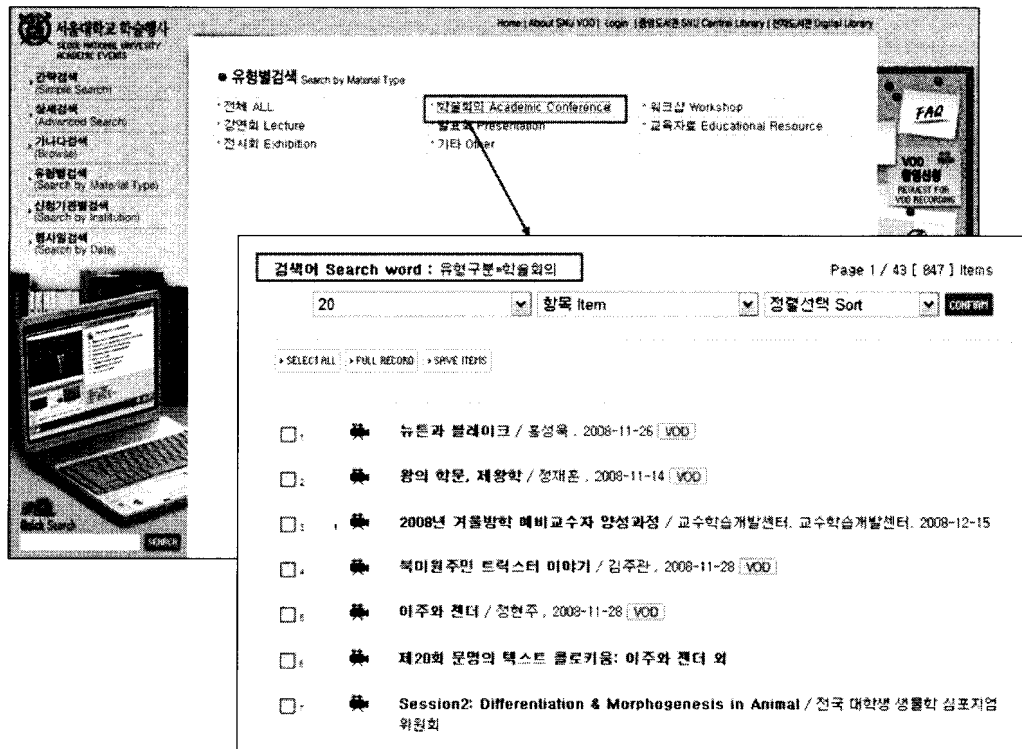 서울대학교 학술행사
SEOUL NATIONAL UNIVERSITY
ACADEMIC EVENTS
Home | About SNU VOD | Login | 중앙도서관 SNU Central Library | 전자도서관 Digital Library
간략검색
(Simple Search)
상세검색
(Advanced Search)
가나다검색
(Browse)
유형별검색
(Search by Material Type)
신청기관별검색
(Search by Institution)
행사일검색
(Search by Date)
Quick Search
SEARCH
유형별검색 Search by Material Type
전체 ALL
학술회의 Academic Conference
워크샵 Workshop
강연회 Lecture
발표회 Presentation
교육자료 Educational Resource
전시회 Exhibition
기타 Other
FAQ
VOD
촬영신청
REQUEST FOR
VOD RECORDING
검색어 Search word : 유형구분=학술회의
Page 1 / 43 [ 847 ] Items
20 항목 Item 정렬선택 Sort CONFIRM
SELECT ALL FULL RECORD SAVE ITEMS
1 뉴튼과 블레이크 / 홍성욱 , 2008-11-26 VOD
2 왕의 학문, 제왕학 / 정재훈 , 2008-11-14 VOD
3 2008년 겨울방학 예비교수자 양성과정 / 교수학습개발센터. 교수학습개발센터. 2008-12-15
4 북미원주민 트릭스터 이야기 / 김주관 , 2008-11-28 VOD
5 이주와 젠더 / 정현주 , 2008-11-28 VOD
6 제20회 문명의 텍스트 콜로키움: 이주와 젠더 외
7 Session2: Differentiation & Morphogenesis in Animal / 전국 대학생 생물학 심포지엄
위원회